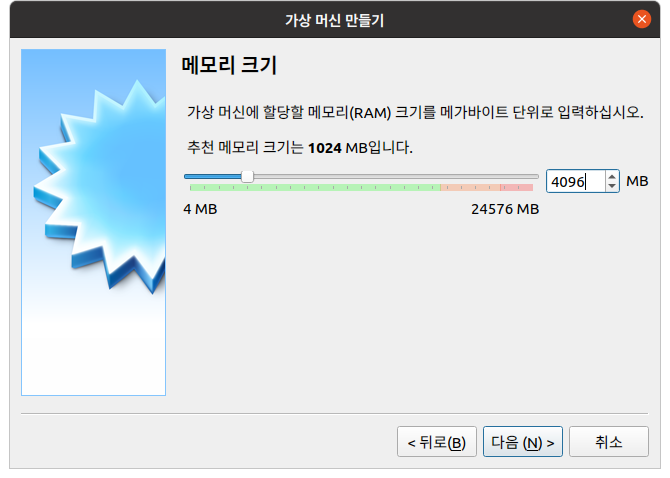 가상 머신 만들기
메모리 크기
가상 머신에 할당할 메모리(RAM) 크기를 메가바이트 단위로 입력하십시오.
추천 메모리 크기는 1024 MB입니다.
4096 MB
4 MB 24576 MB
< 뒤로(B) 다음 (N) > 취소